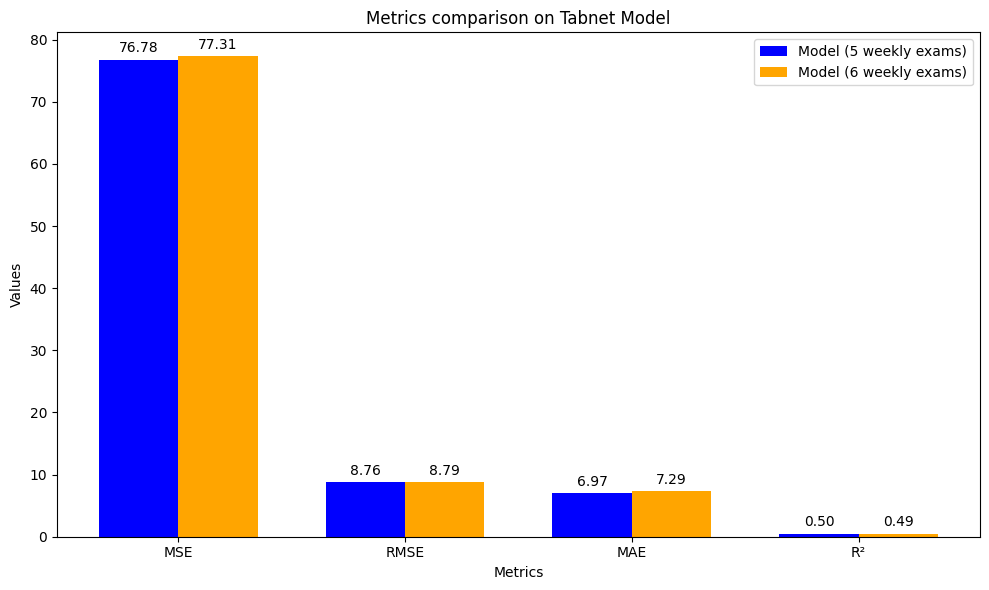 Metrics comparison on Tabnet Model
Model (5 weekly exams)
Model (6 weekly exams)
Values
80
70
60
50
40
30
20
10
0
76.78
77.31
8.76
8.79
6.97
7.29
0.50
0.49
MSE
RMSE
MAE
R²
Metrics